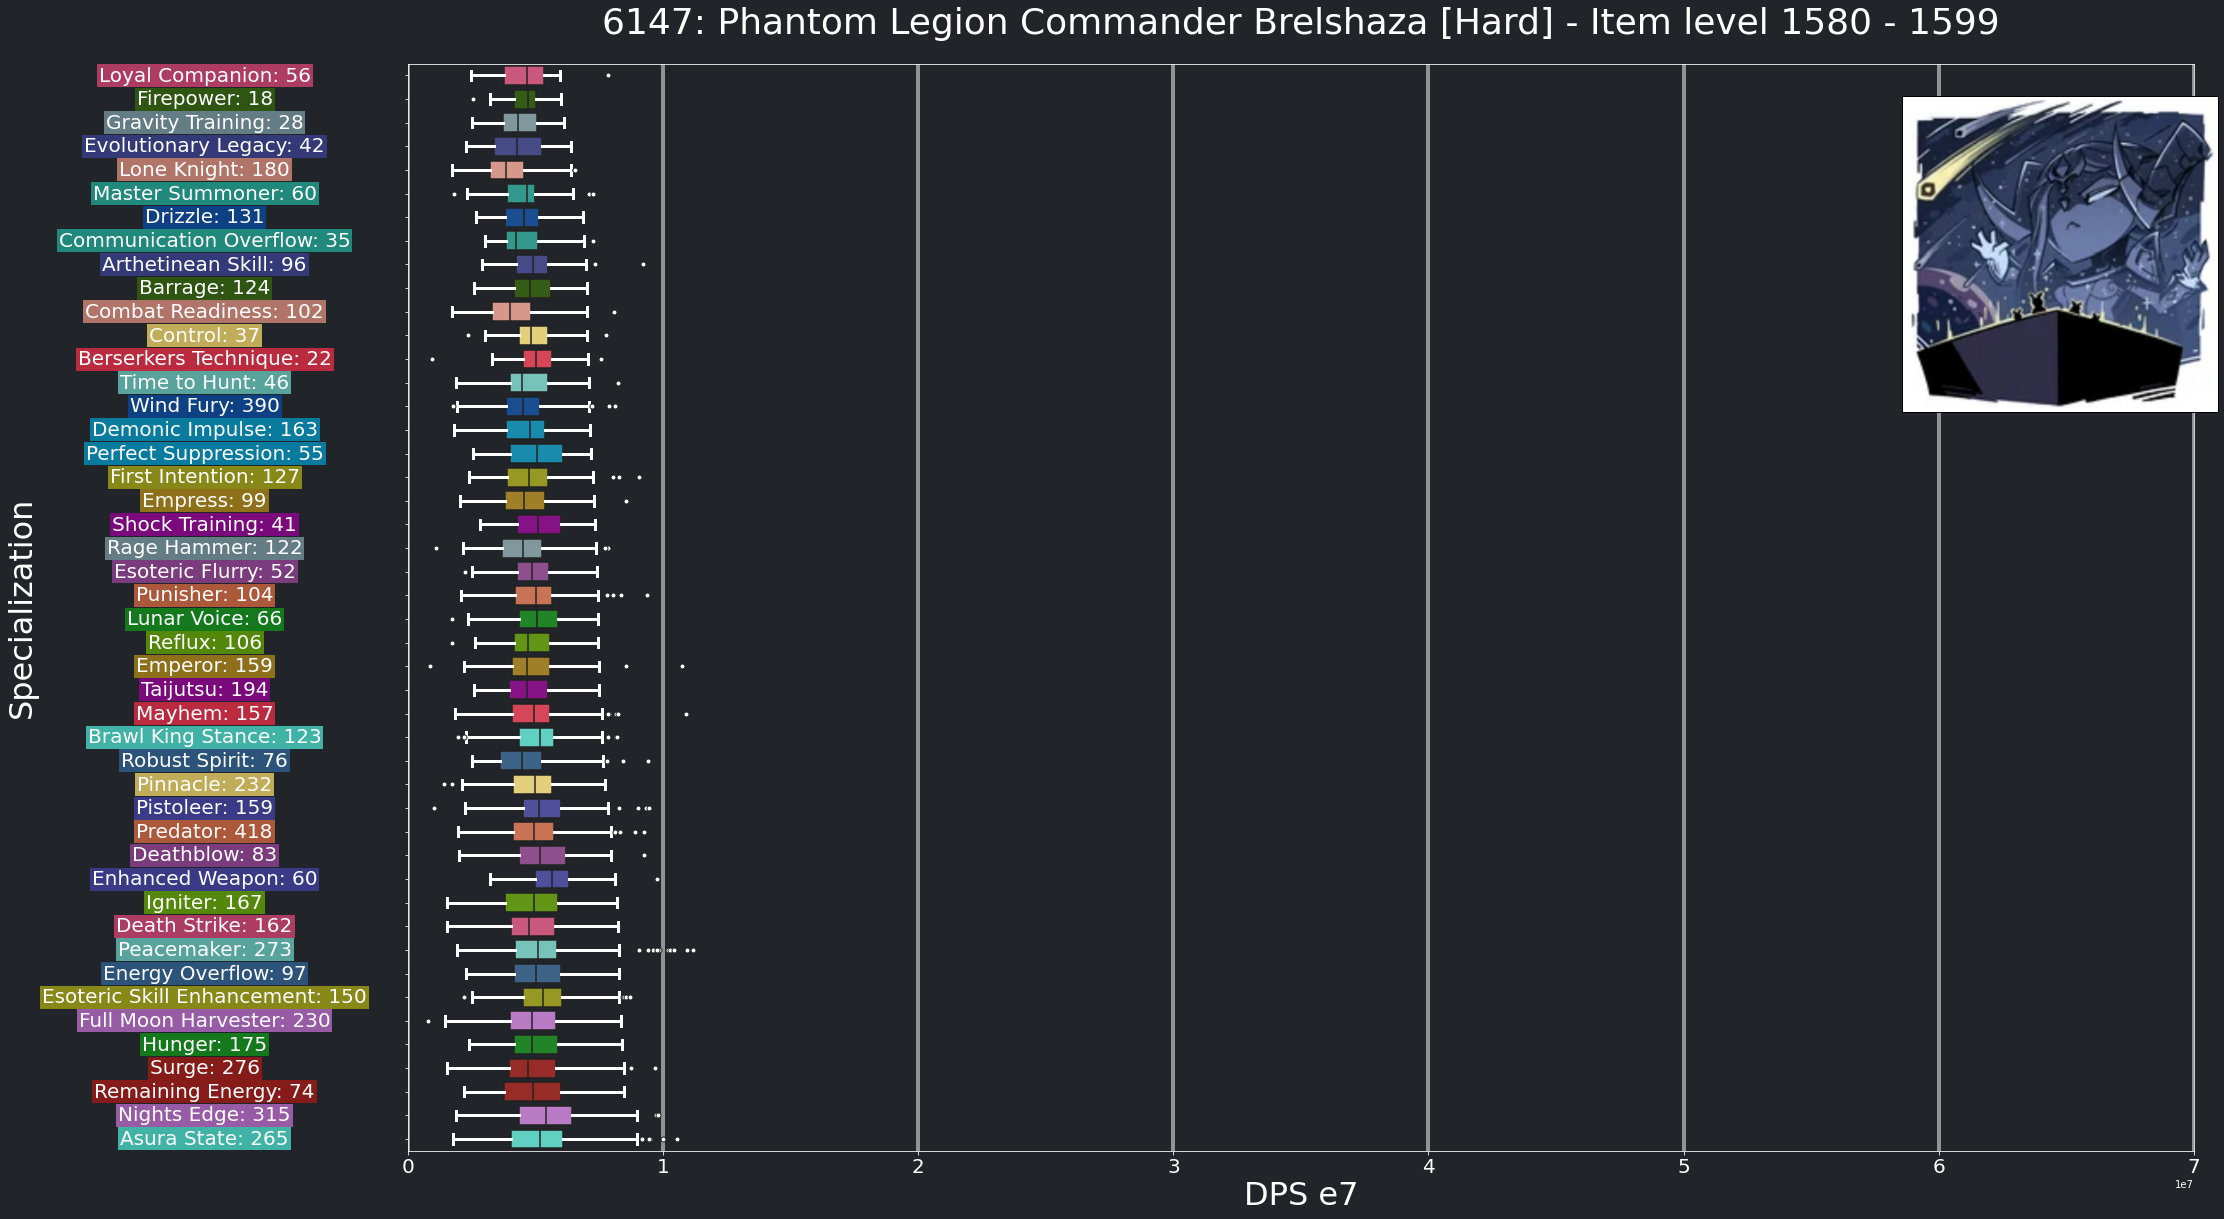 6147: Phantom Legion Commander Brelshaza [Hard] - Item level 1580 - 1599
Loyal Companion: 56
Firepower: 18
Gravity Training: 28
Evolutionary Legacy: 42
Lone Knight: 180
Master Summoner: 60
Drizzle: 131
Communication Overflow: 35
Arthetinean Skill: 96
Barrage: 124
Combat Readiness: 102
Control: 37
Berserkers Technique: 22
Time to Hunt: 46
Wind Fury: 390
Demonic Impulse: 163
Perfect Suppression: 55
First Intention: 127
Empress: 99
Shock Training: 41
Rage Hammer: 122
Esoteric Flurry: 52
Punisher: 104
Lunar Voice: 66
Reflux: 106
Emperor: 159
Taijutsu: 194
Mayhem: 157
Brawl King Stance: 123
Robust Spirit: 76
Pinnacle: 232
Pistoleer: 159
Predator: 418
Deathblow: 83
Enhanced Weapon: 60
Igniter: 167
Death Strike: 162
Peacemaker: 273
Energy Overflow: 97
Esoteric Skill Enhancement: 150
Full Moon Harvester: 230
Hunger: 175
Surge: 276
Remaining Energy: 74
Nights Edge: 315
Asura State: 265
Specialization
0 1 2 3 4 5 6 7
1e7
DPS e7